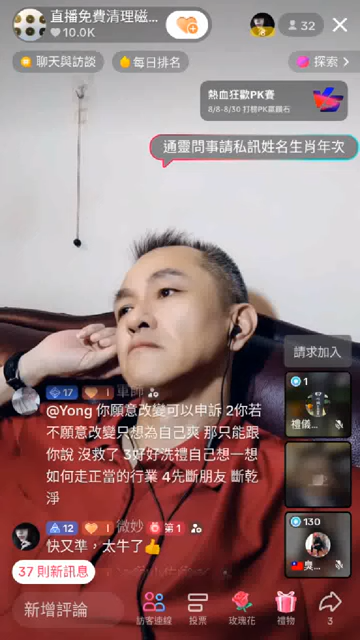 直播免費清理磁...
10.0K
32
聊天與訪談
每日排名
探索
熱血狂歡PK賽
8/8-8/30 打替PK贏鑽石
通靈問事請私訊姓名生肖年次
請求加入
1
禮儀...
17
軍師
@Yong 你願意改變可以申訴 2你若
不願意改變只想為自己爽 那只能跟
你說 沒救了 3好好洗禮自己想一想
如何走正當的行業 4先斷朋友 斷乾
淨
12
微妙
第1
快又準，太牛了
130
臭...
37 則新訊息
新增評論
訪客連線
投票
玫瑰花
禮物
3